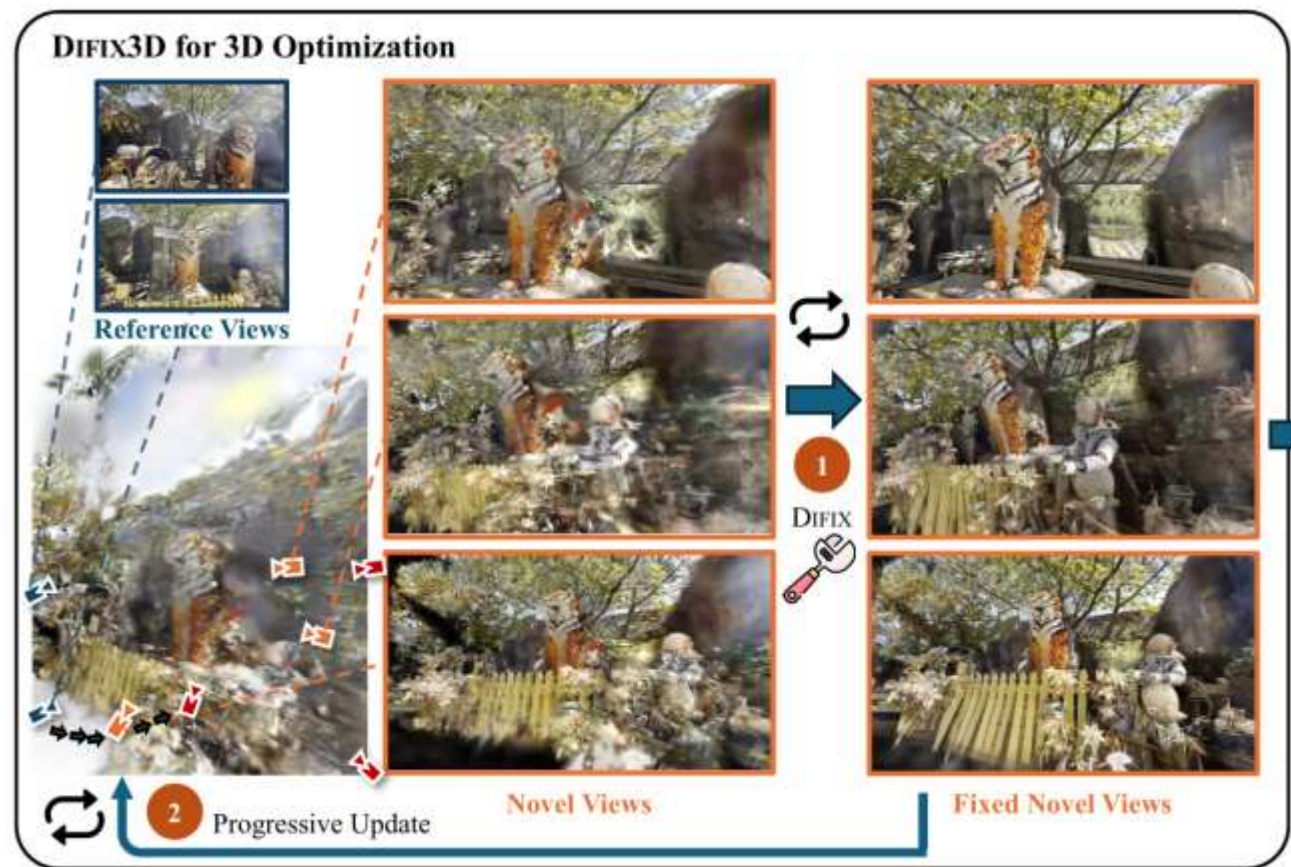 DIFIX3D for 3D Optimization
Reference Views
1
DIFIX
Novel Views
Fixed Novel Views
2
Progressive Update